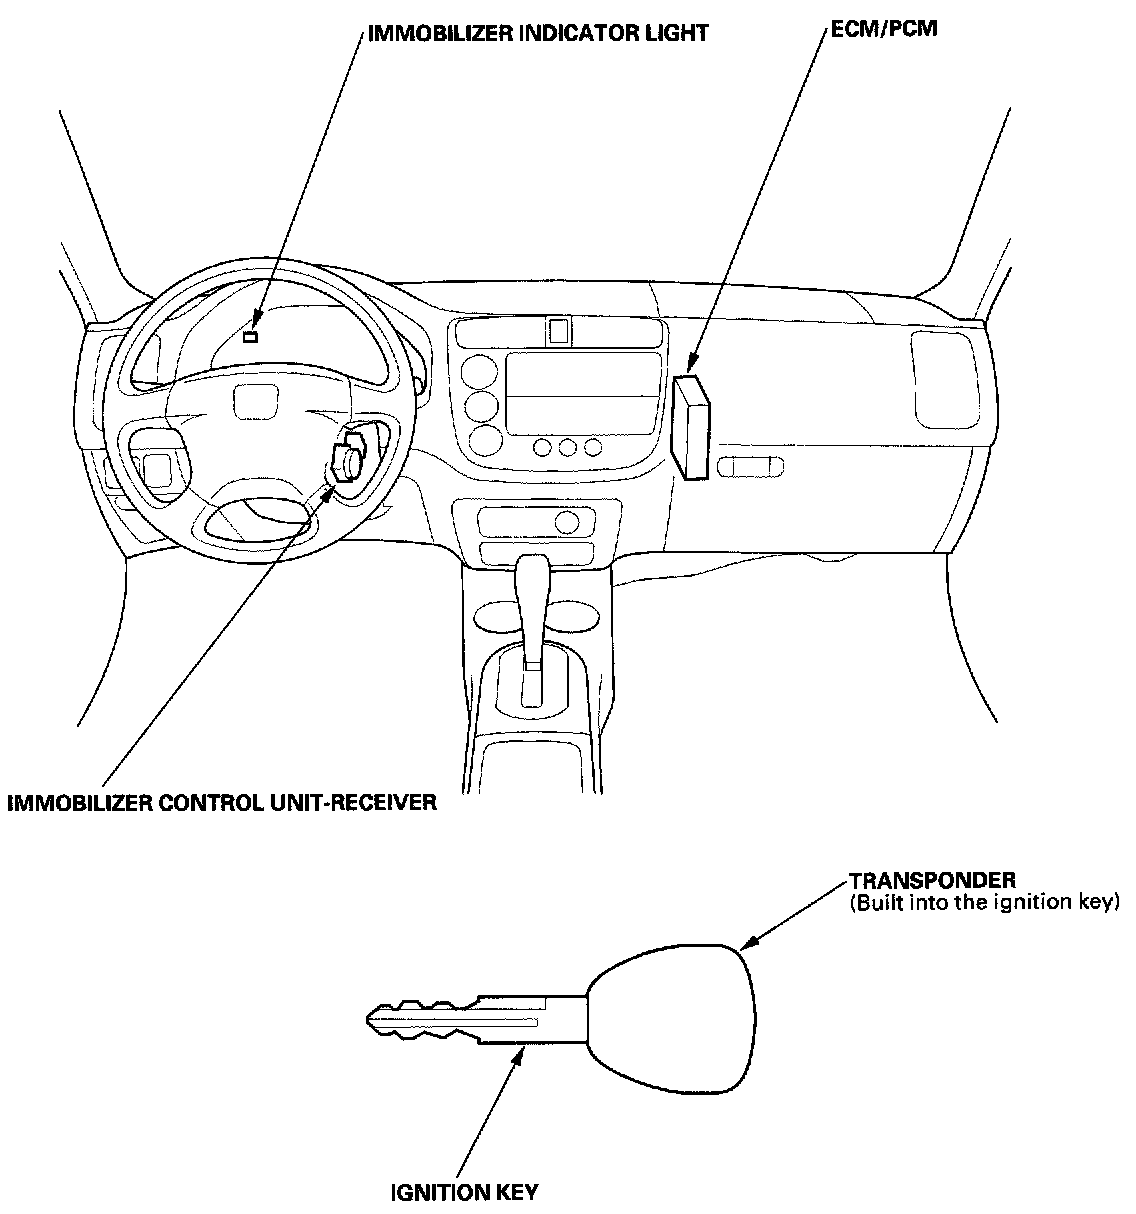 IMMOBILIZER INDICATOR LIGHT
ECM/PCM
IMMOBILIZER CONTROL UNIT-RECEIVER
TRANSPONDER
(Built into the ignition key)
IGNITION KEY